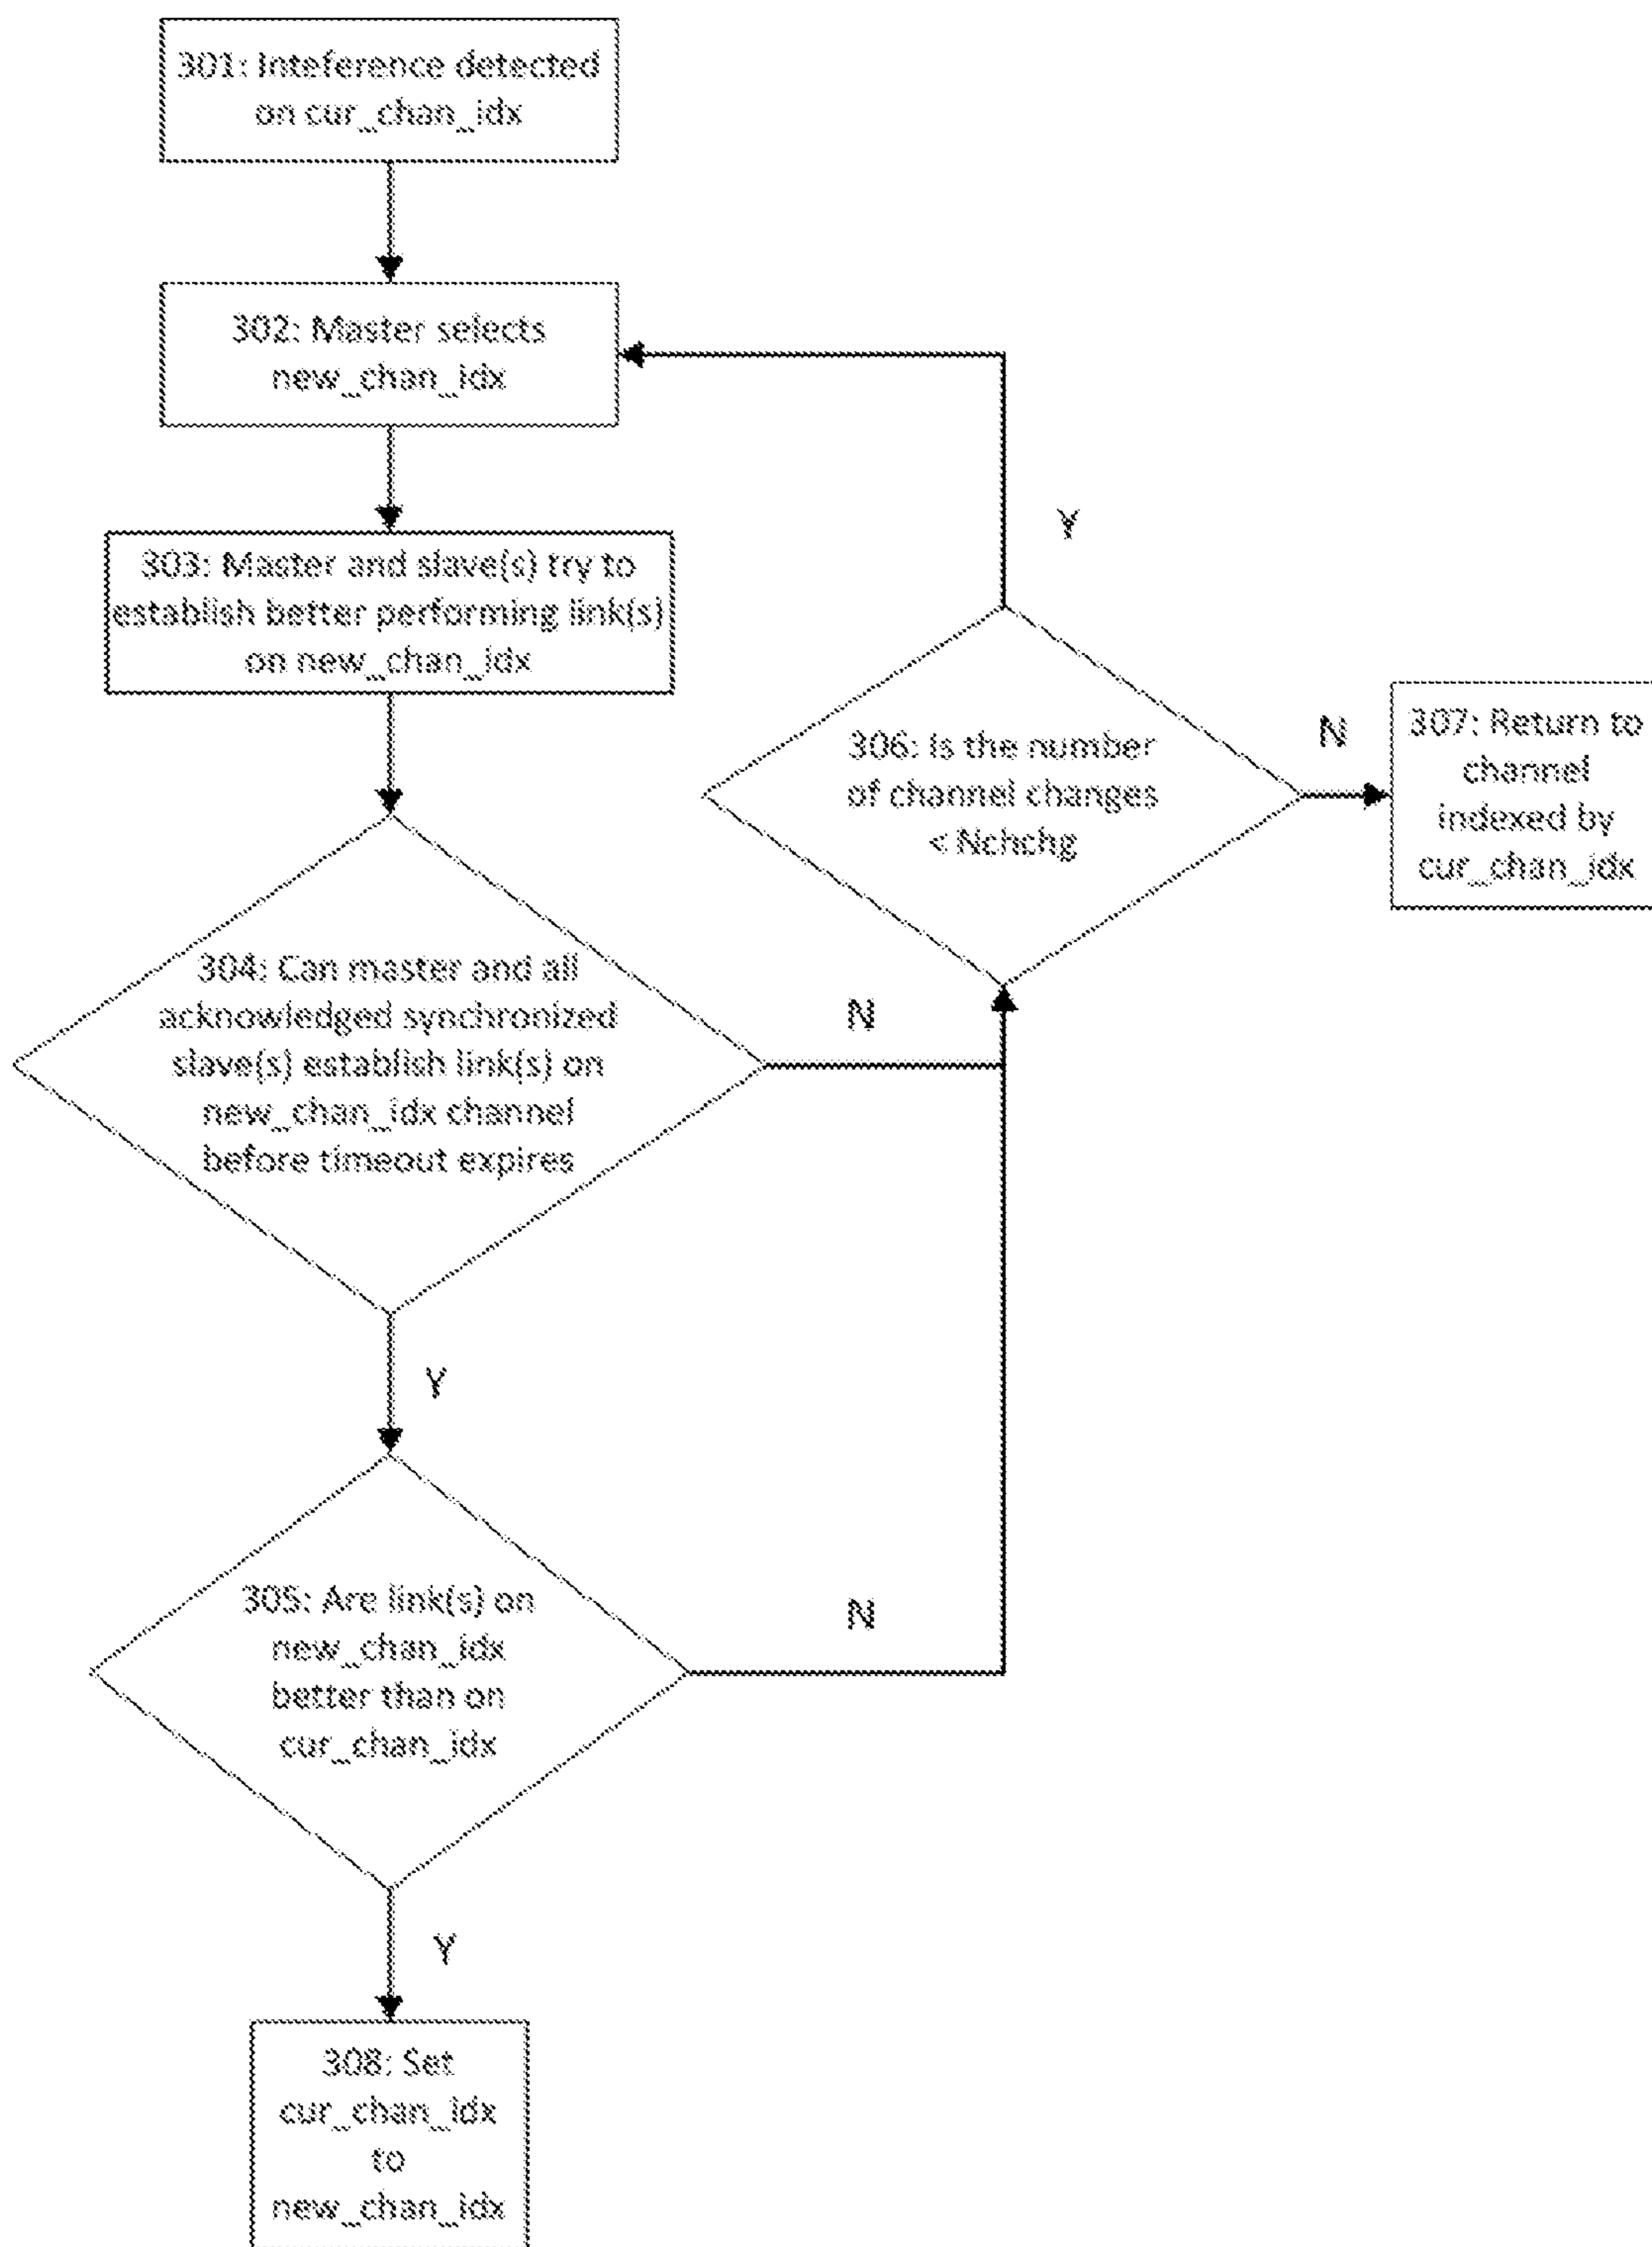 301: Inteference detected
on cur_chan_idx
302: Master selects
new_chan_idx
303: Master and slave(s) try to
establish better performing link(s)
on new_chan_idx
Y
306: Is the number
of channel changes
< Nchchg
N
307: Return to
channel
indexed by
cur_chan_idx
304: Can master and all
acknowledged synchronized
slave(s) establish link(s) on
new_chan_idx channel
before timeout expires
N
Y
305: Are link(s) on
new_chan_idx
better than on
cur_chan_idx
N
Y
308: Set
cur_chan_idx
to
new_chan_idx